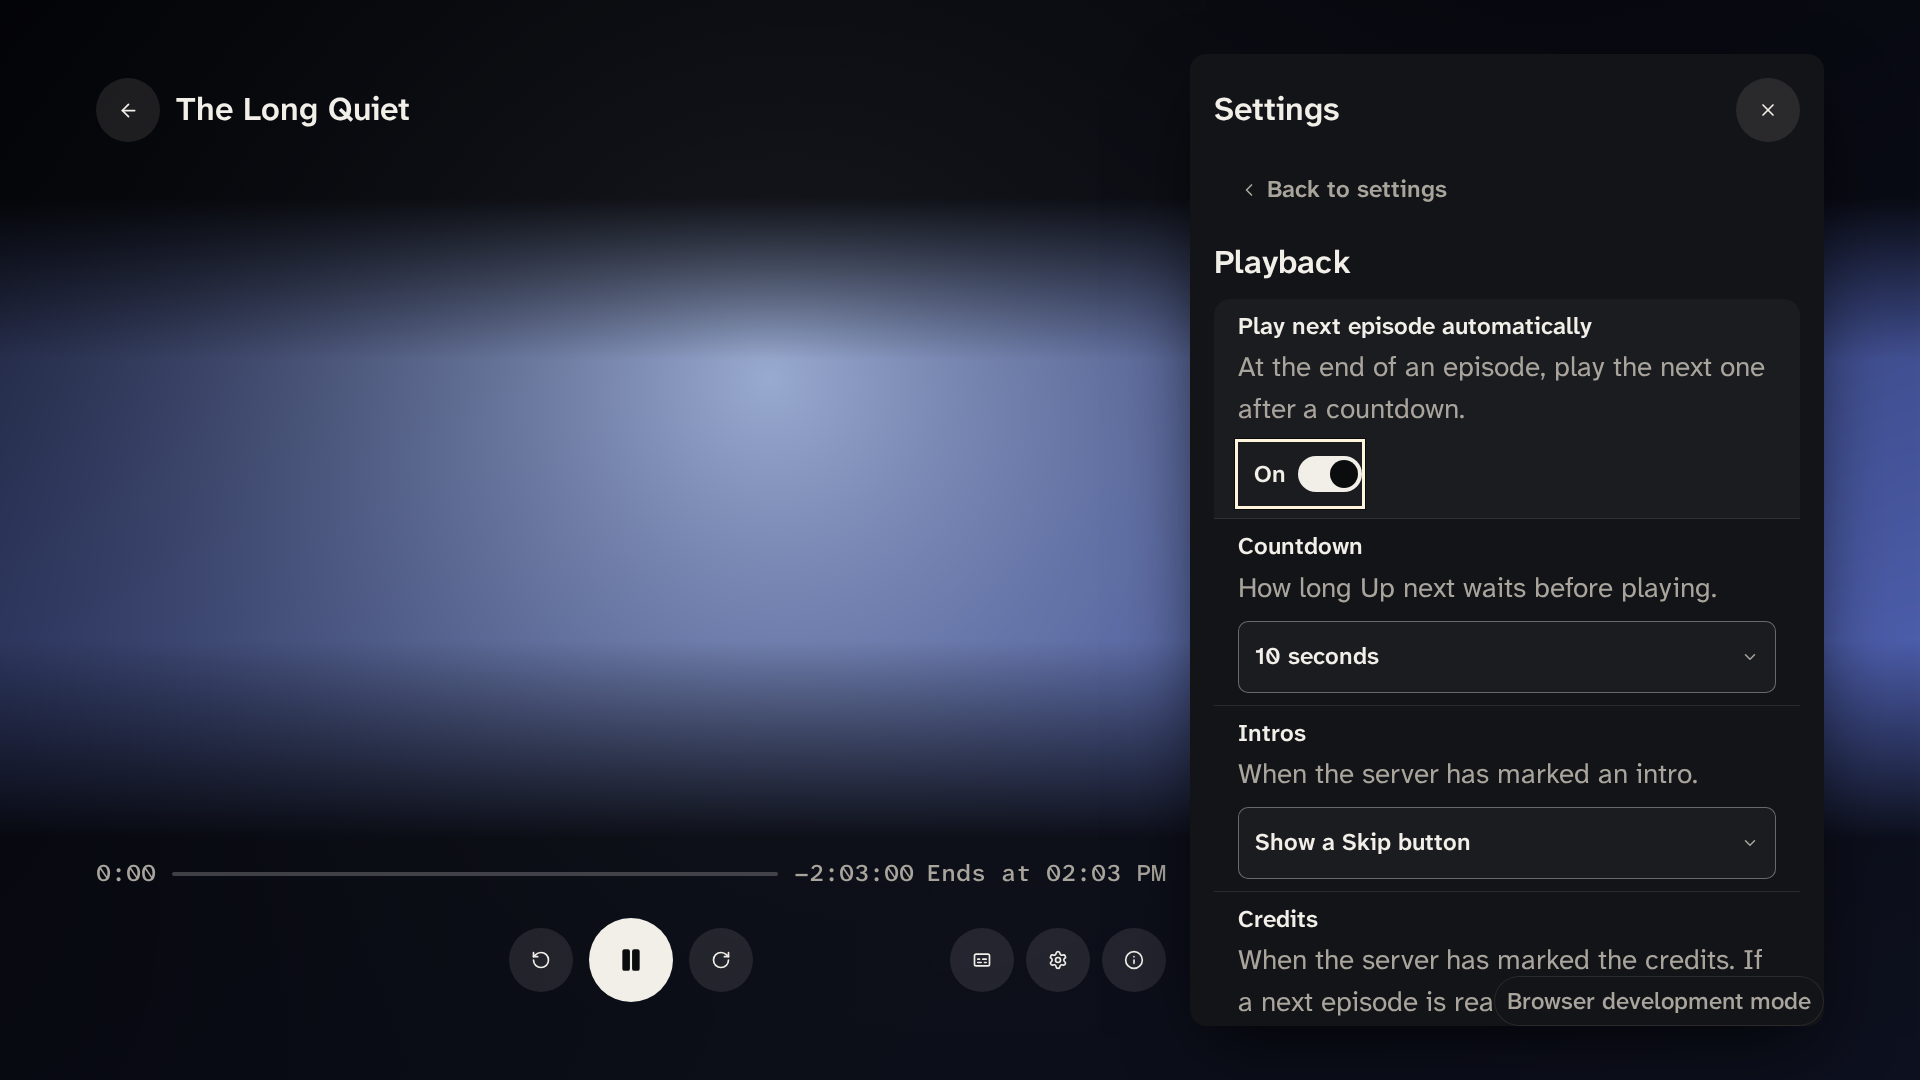 The Long Quiet
Settings
Back to settings
Playback
Play next episode automatically
At the end of an episode, play the next one
after a countdown.
On
Countdown
How long Up next waits before playing.
10 seconds
Intros
When the server has marked an intro.
Show a Skip button
Credits
When the server has marked the credits. If
a next episode is rea
Browser development mode
0:00
−2:03:00 Ends at 02:03 PM